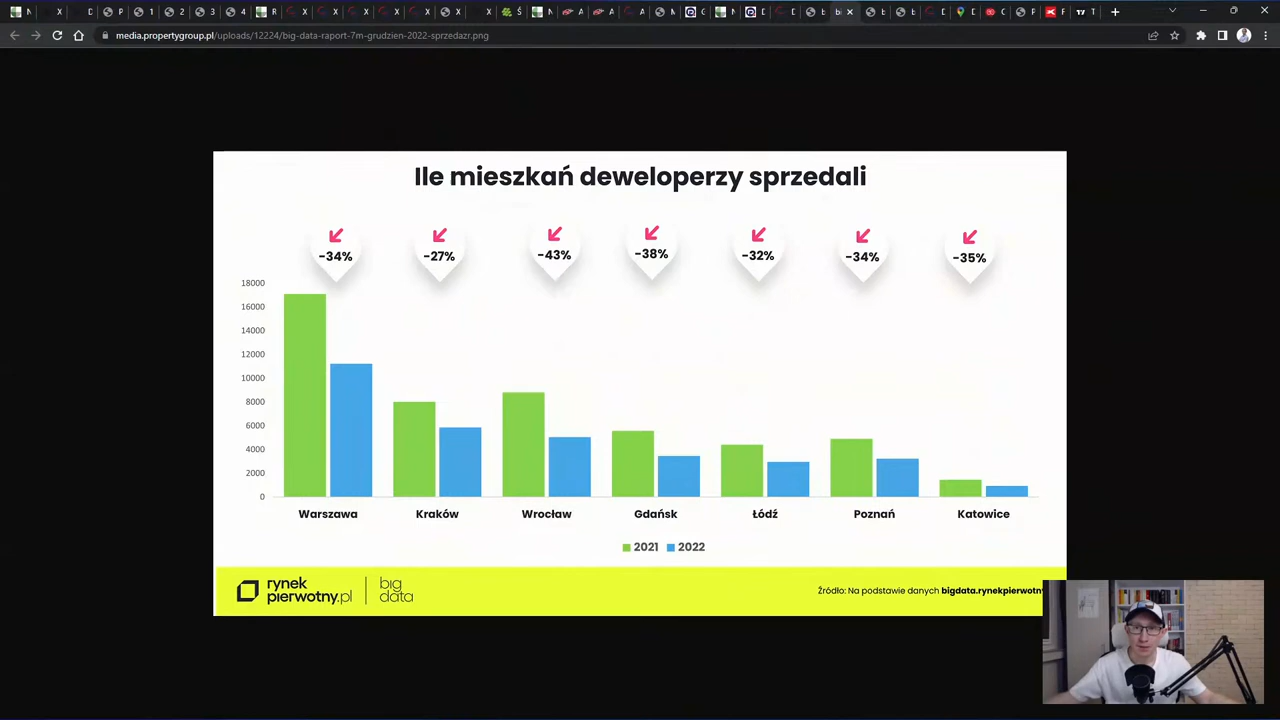 media.propertygroup.pl/uploads/12224/big-data-raport-7m-grudzien-2022-sprzedazr.png
Ile mieszkań deweloperzy sprzedali
-34%
-27%
-43%
-38%
-32%
-34%
-35%
18000
16000
14000
12000
10000
8000
6000
4000
2000
0
Warszawa
Kraków
Wrocław
Gdańsk
Łódź
Poznań
Katowice
2021
2022
rynek
pierwotny.pl
big
data
Źródło: Na podstawie danych bigdata.rynekpierwotny